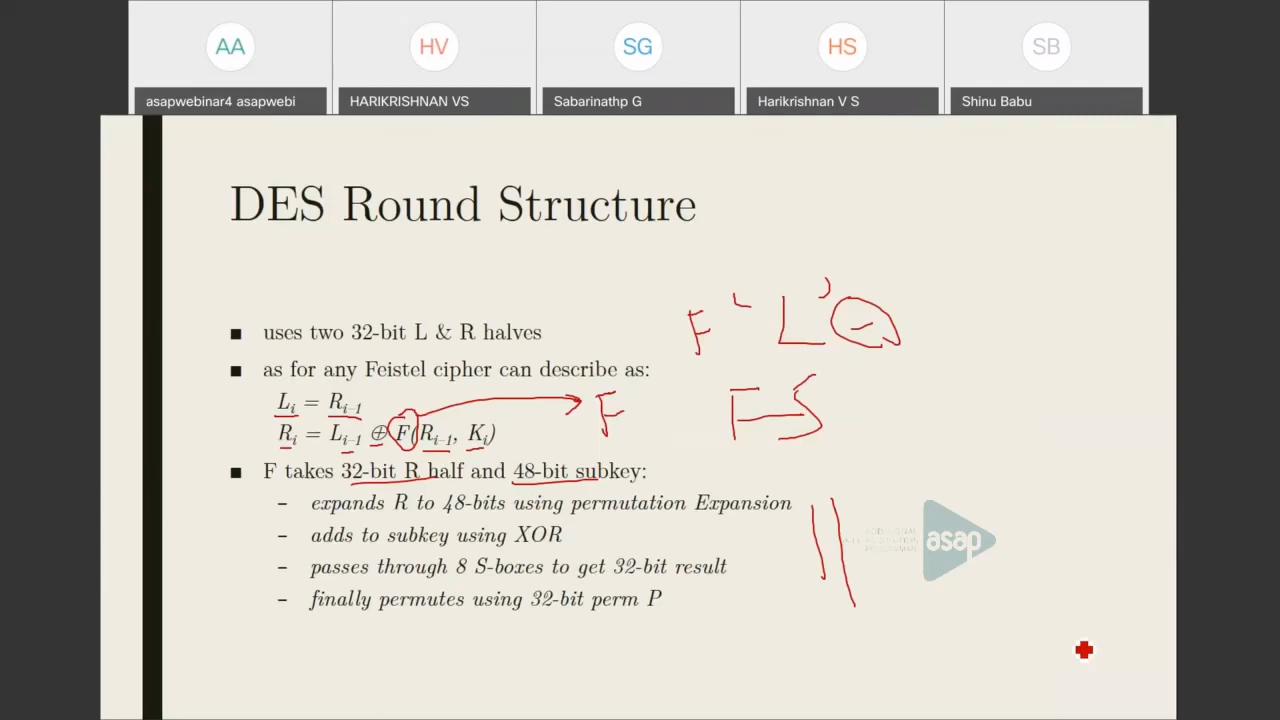 AA HV SG HS SB
asapwebinar4 asapwebi HARIKRISHNAN VS Sabarinathp G Harikrishnan V S Shinu Babu
DES Round Structure
■ uses two 32-bit L & R halves
■ as for any Feistel cipher can describe as:
Lᵢ = Rᵢ₋₁
Rᵢ = Lᵢ₋₁ ⊕ F(Rᵢ₋₁, Kᵢ)
■ F takes 32-bit R half and 48-bit subkey:
– expands R to 48-bits using permutation Expansion
– adds to subkey using XOR
– passes through 8 S-boxes to get 32-bit result
– finally permutes using 32-bit perm P
F ‘ L ’
F
F S
asap